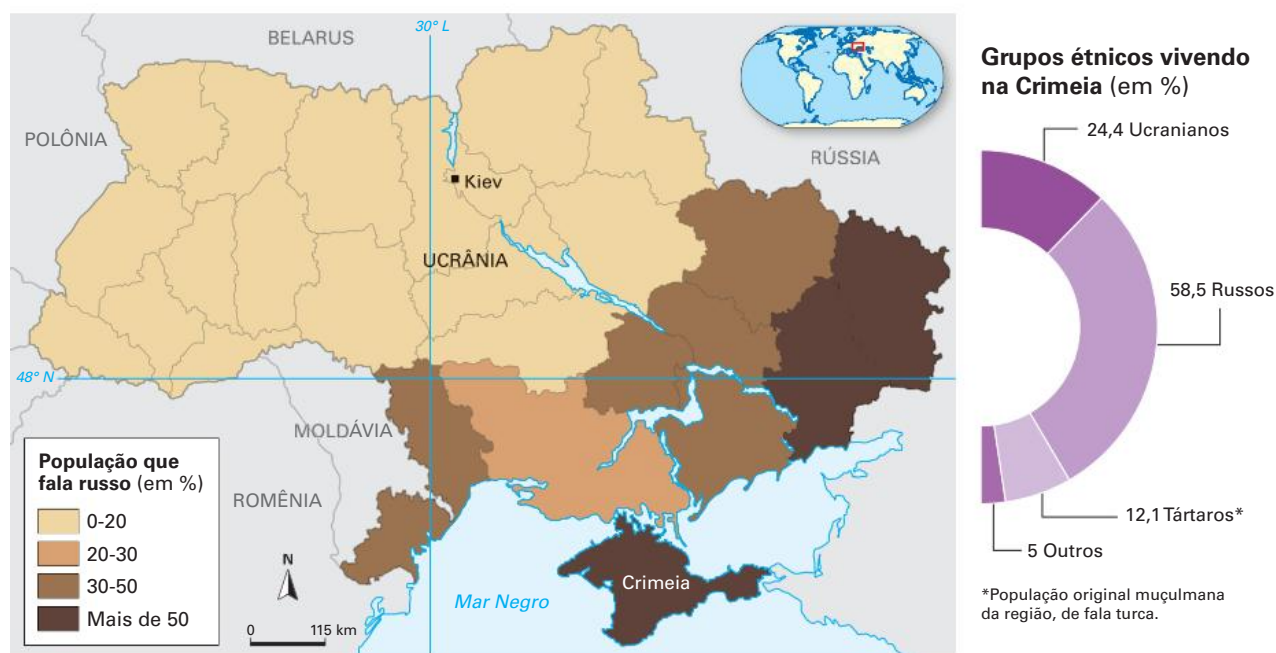 30° L
BELARUS
POLÔNIA
RÚSSIA
Kiev
UCRÂNIA
48° N
MOLDÁVIA
ROMÊNIA
Crimeia
Mar Negro
População que
fala russo (em %)
0-20
20-30
30-50
Mais de 50
N
0 115 km
Grupos étnicos vivendo
na Crimeia (em %)
24,4 Ucranianos
58,5 Russos
12,1 Tártaros*
5 Outros
*População original muçulmana
da região, de fala turca.